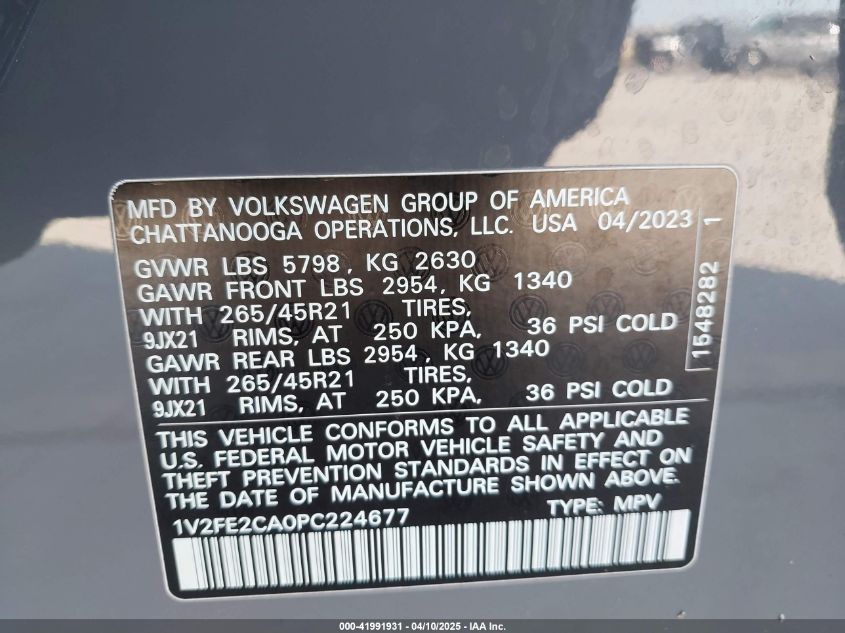 MFD BY VOLKSWAGEN GROUP OF AMERICA
CHATTANOOGA OPERATIONS, LLC. USA 04/2023
GVWR LBS 5798, KG 2630
GAWR FRONT LBS 2954, KG 1340
WITH 265/45R21 TIRES,
9JX21 RIMS, AT 250 KPA, 36 PSI COLD
GAWR REAR LBS 2954, KG 1340
WITH 265/45R21 TIRES,
9JX21 RIMS, AT 250 KPA, 36 PSI COLD
1548282 1
THIS VEHICLE CONFORMS TO ALL APPLICABLE
U.S. FEDERAL MOTOR VEHICLE SAFETY AND
THEFT PREVENTION STANDARDS IN EFFECT ON
THE DATE OF MANUFACTURE SHOWN ABOVE.
1V2FE2CA0PC224677 TYPE: MPV
000-41991931 - 04/10/2025 - IAA Inc.